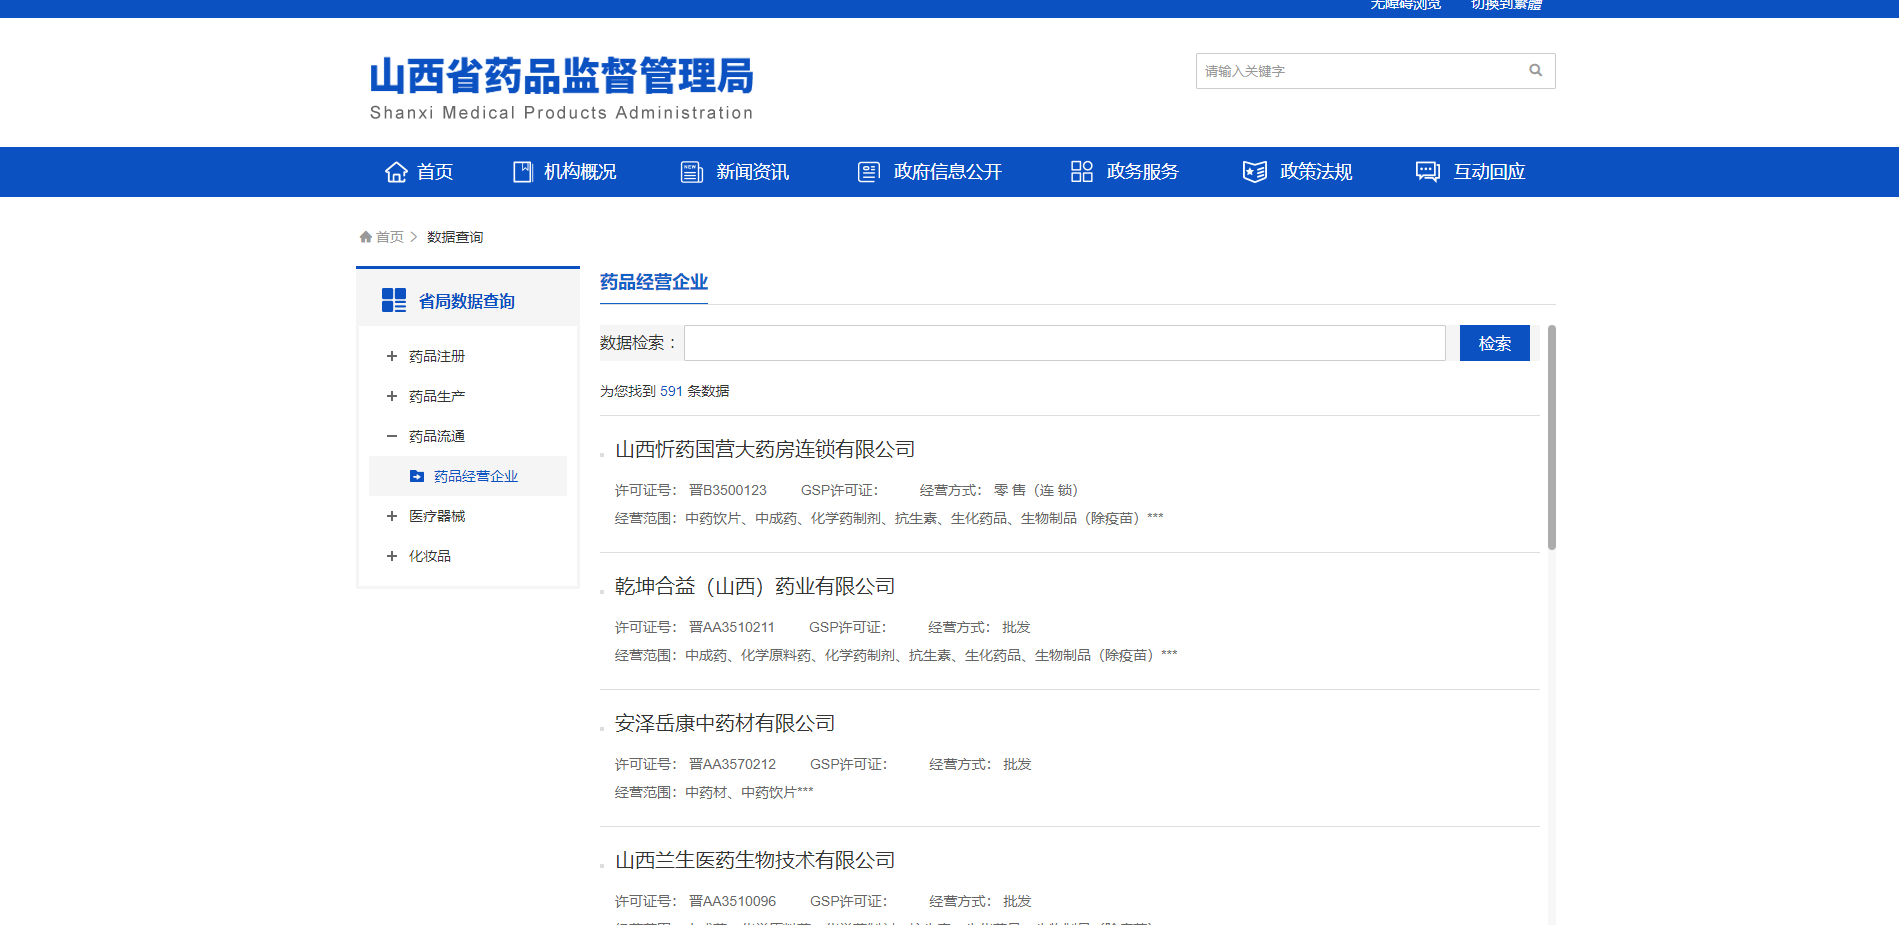 无障碍浏览 切换到繁體
山西省药品监督管理局
Shanxi Medical Products Administration
请输入关键字
首页 机构概况 新闻资讯 政府信息公开 政务服务 政策法规 互动回应
首页 > 数据查询
省局数据查询
药品注册
药品生产
药品流通
药品经营企业
医疗器械
化妆品
药品经营企业
数据检索： 检索
为您找到 591 条数据
山西忻药国营大药房连锁有限公司
许可证号： 晋B3500123 GSP许可证： 经营方式： 零 售（连 锁）
经营范围：中药饮片、中成药、化学药制剂、抗生素、生化药品、生物制品（除疫苗）***
乾坤合益（山西）药业有限公司
许可证号： 晋AA3510211 GSP许可证： 经营方式： 批发
经营范围：中成药、化学原料药、化学药制剂、抗生素、生化药品、生物制品（除疫苗）***
安泽岳康中药材有限公司
许可证号： 晋AA3570212 GSP许可证： 经营方式： 批发
经营范围：中药材、中药饮片***
山西兰生医药生物技术有限公司
许可证号： 晋AA3510096 GSP许可证： 经营方式： 批发